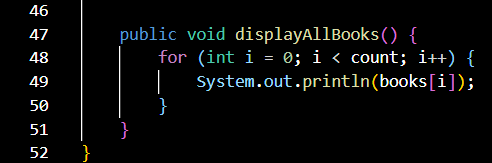 46
47 public void displayAllBooks() {
48 for (int i = 0; i < count; i++) {
49 System.out.println(books[i]);
50 }
51 }
52 }